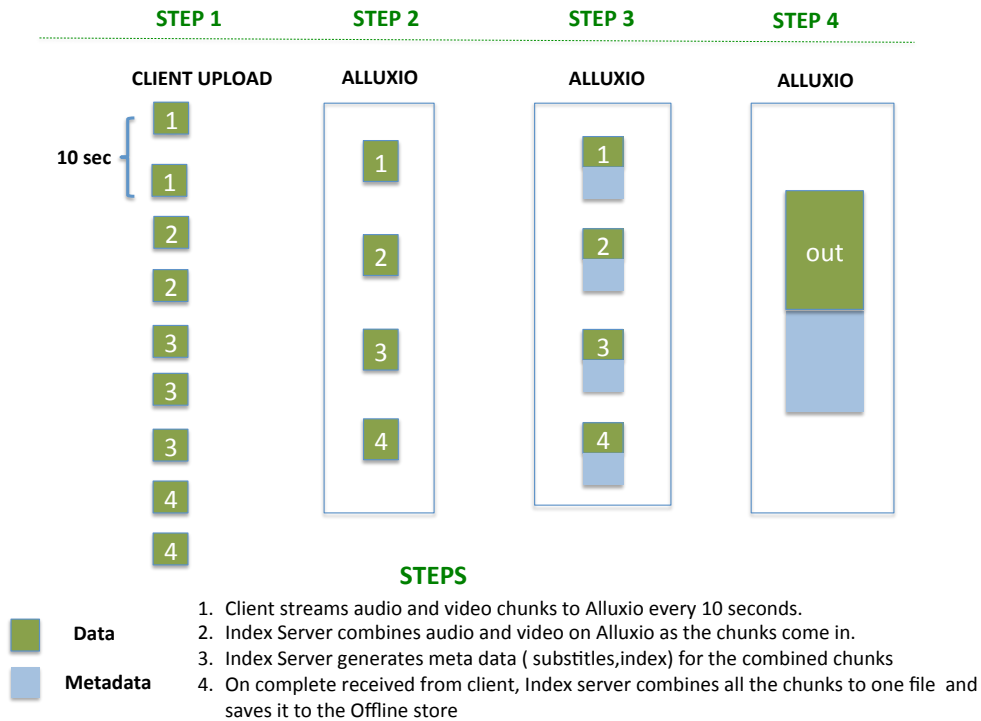 STEP 1 STEP 2 STEP 3 STEP 4
CLIENT UPLOAD ALLUXIO ALLUXIO ALLUXIO
10 sec
1
1
2
2
3
3
3
4
4
1
2
3
4
1
2
3
4
out
STEPS
Data
Metadata
1. Client streams audio and video chunks to Alluxio every 10 seconds.
2. Index Server combines audio and video on Alluxio as the chunks come in.
3. Index Server generates meta data ( substitles,index) for the combined chunks
4. On complete received from client, Index server combines all the chunks to one file and
saves it to the Offline store